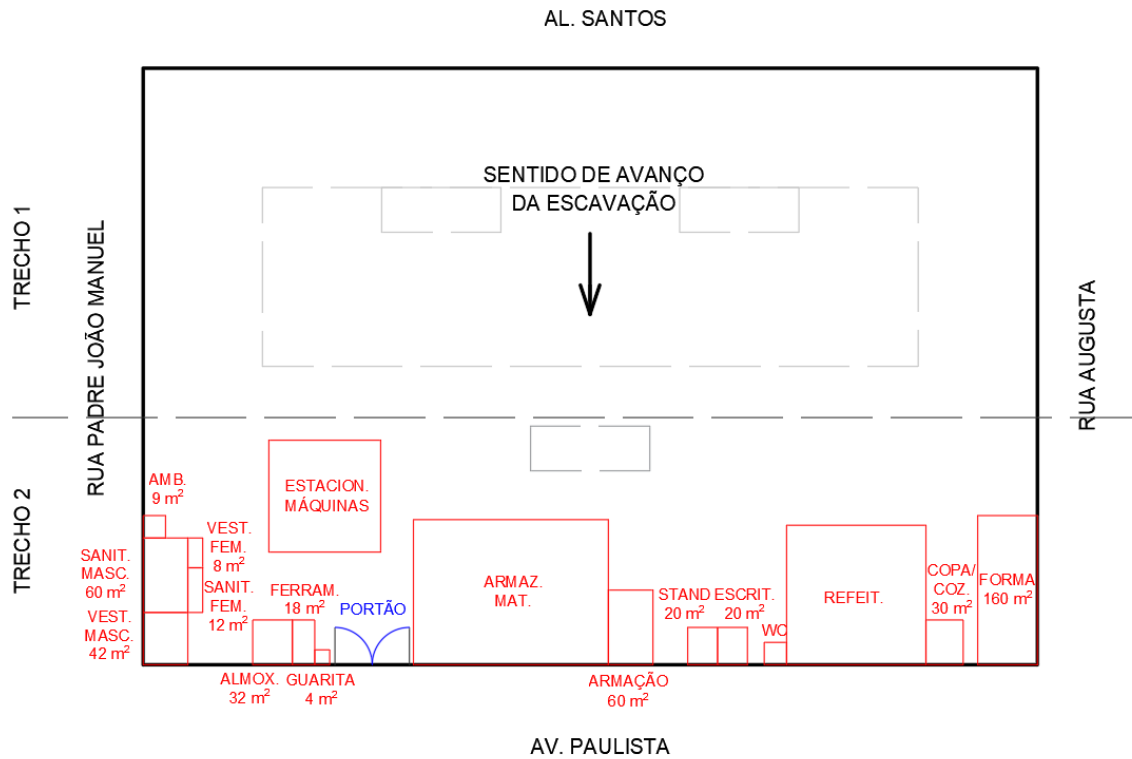 AL. SANTOS
SENTIDO DE AVANÇO
DA ESCAVAÇÃO
TRECHO 1
RUA PADRE JOÃO MANUEL
RUA AUGUSTA
TRECHO 2
AMB.
9 m²
ESTACION.
MÁQUINAS
VEST.
FEM.
8 m²
SANIT.
MASC.
60 m²
SANIT.
FEM.
12 m²
VEST.
MASC.
42 m²
FERRAM.
18 m²
PORTÃO
ARMAZ.
MAT.
STAND
20 m²
ESCRIT.
20 m²
WC
REFEIT.
COPA/
COZ.
30 m²
FORMA
160 m²
ALMOX.
32 m²
GUARITA
4 m²
ARMAÇÃO
60 m²
AV. PAULISTA